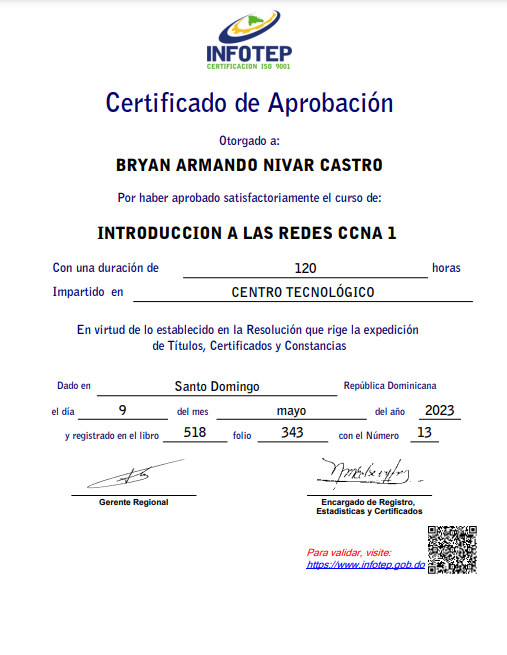 INFOTEP
CERTIFICACION ISO 9001
Certificado de Aprobación
Otorgado a:
BRYAN ARMANDO NIVAR CASTRO
Por haber aprobado satisfactoriamente el curso de:
INTRODUCCION A LAS REDES CCNA 1
Con una duración de 120 horas
Impartido en CENTRO TECNOLÓGICO
En virtud de lo establecido en la Resolución que rige la expedición
de Títulos, Certificados y Constancias
Dado en Santo Domingo República Dominicana
el día 9 del mes mayo del año 2023
y registrado en el libro 518 folio 343 con el Número 13
Gerente Regional
Encargado de Registro,
Estadísticas y Certificados
Para validar, visite:
https://www.infotep.gob.do